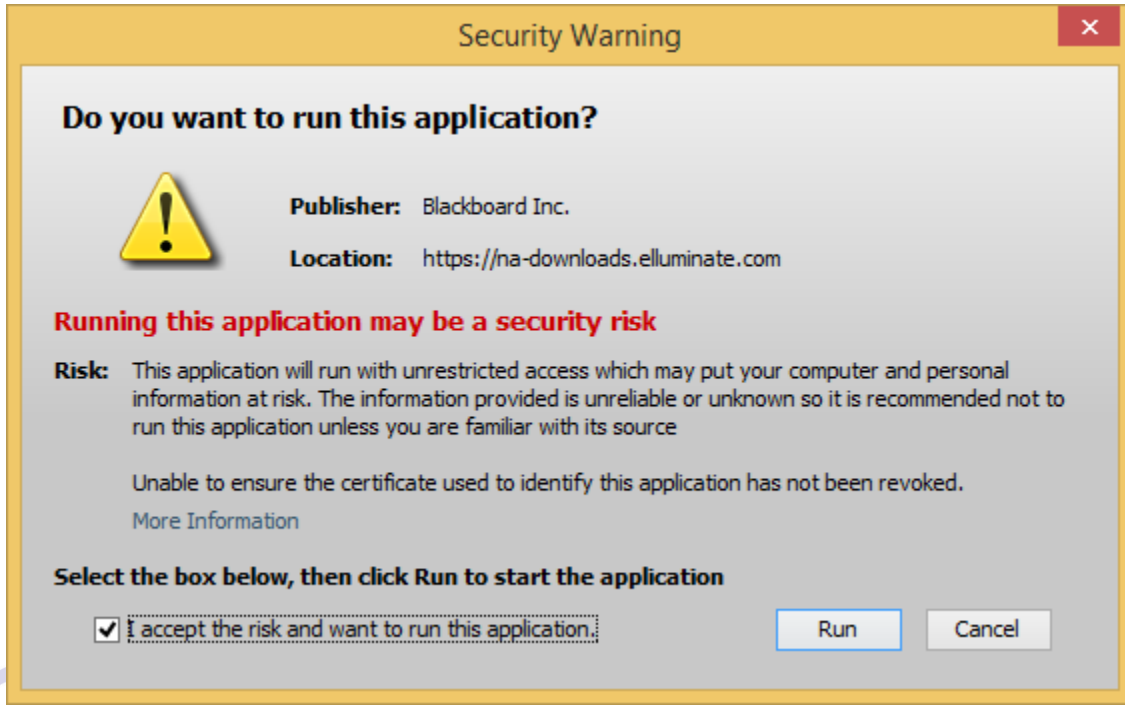 Security Warning
Do you want to run this application?
Publisher: Blackboard Inc.
Location: https://na-downloads.elluminate.com
Running this application may be a security risk
Risk: This application will run with unrestricted access which may put your computer and personal
information at risk. The information provided is unreliable or unknown so it is recommended not to
run this application unless you are familiar with its source
Unable to ensure the certificate used to identify this application has not been revoked.
More Information
Select the box below, then click Run to start the application
I accept the risk and want to run this application.
Run Cancel